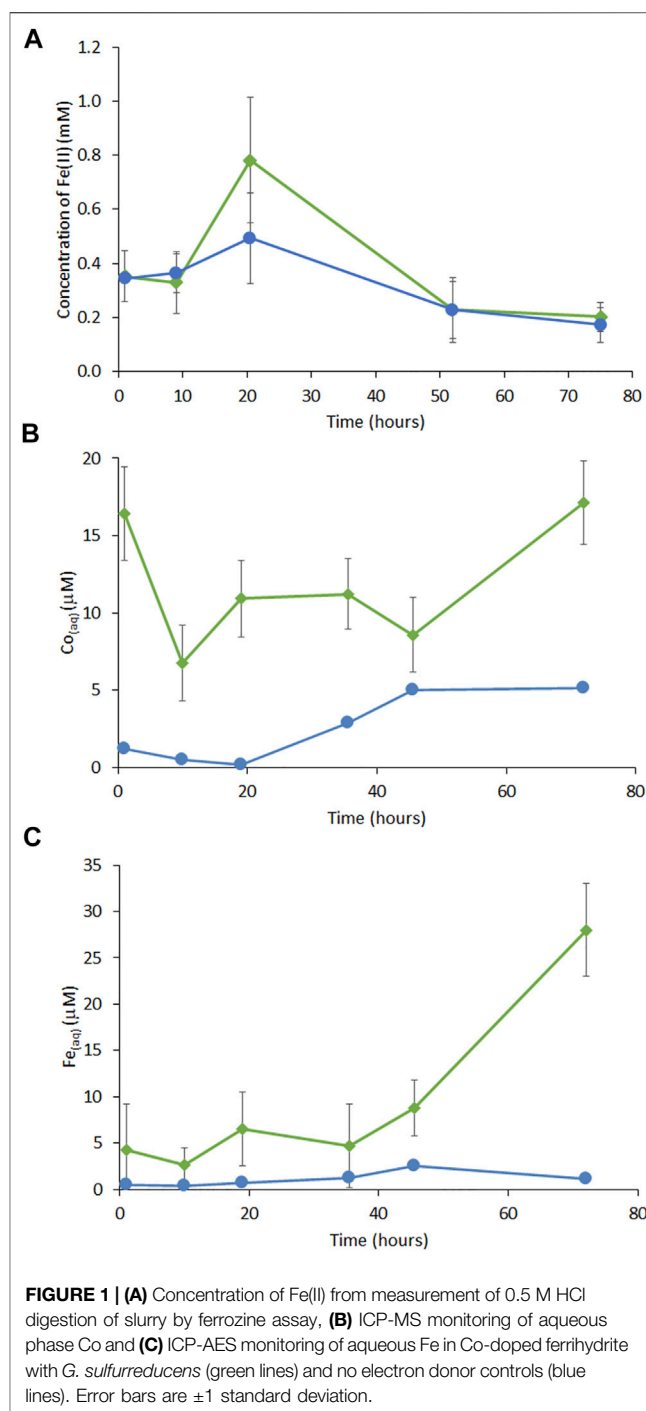 A
1.2
1.0
0.8
0.6
0.4
0.2
0.0
Concentration of Fe(II) (mM)
0 10 20 30 40 50 60 70 80
Time (hours)
B
20
15
10
5
0
Co(aq) (µM)
0 20 40 60 80
Time (hours)
C
35
30
25
20
15
10
5
0
Fe(aq) (µM)
0 20 40 60 80
Time (hours)
FIGURE 1 | (A) Concentration of Fe(II) from measurement of 0.5 M HCl
digestion of slurry by ferrozine assay, (B) ICP-MS monitoring of aqueous
phase Co and (C) ICP-AES monitoring of aqueous Fe in Co-doped ferrihydrite
with G. sulfurreducens (green lines) and no electron donor controls (blue
lines). Error bars are ±1 standard deviation.